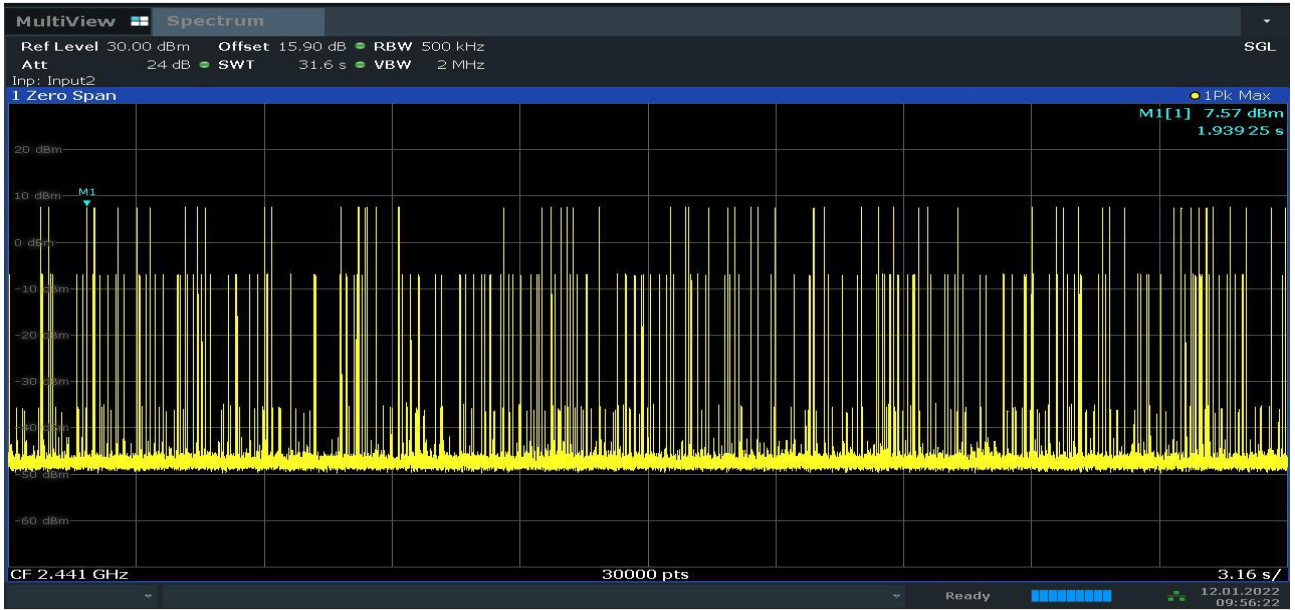 MultiView Spectrum
Ref Level 30.00 dBm Offset 15.90 dB RBW 500 kHz SGL
Att 24 dB SWT 31.6 s VBW 2 MHz
Inp: Input2
1 Zero Span 1Pk Max
M1[1] 7.57 dBm
1.939 25 s
20 dBm
M1
10 dBm
0 dBm
-10 dBm
-20 dBm
-30 dBm
-40 dBm
-50 dBm
-60 dBm
CF 2.441 GHz 30000 pts 3.16 s/
Ready 12.01.2022
09:56:22